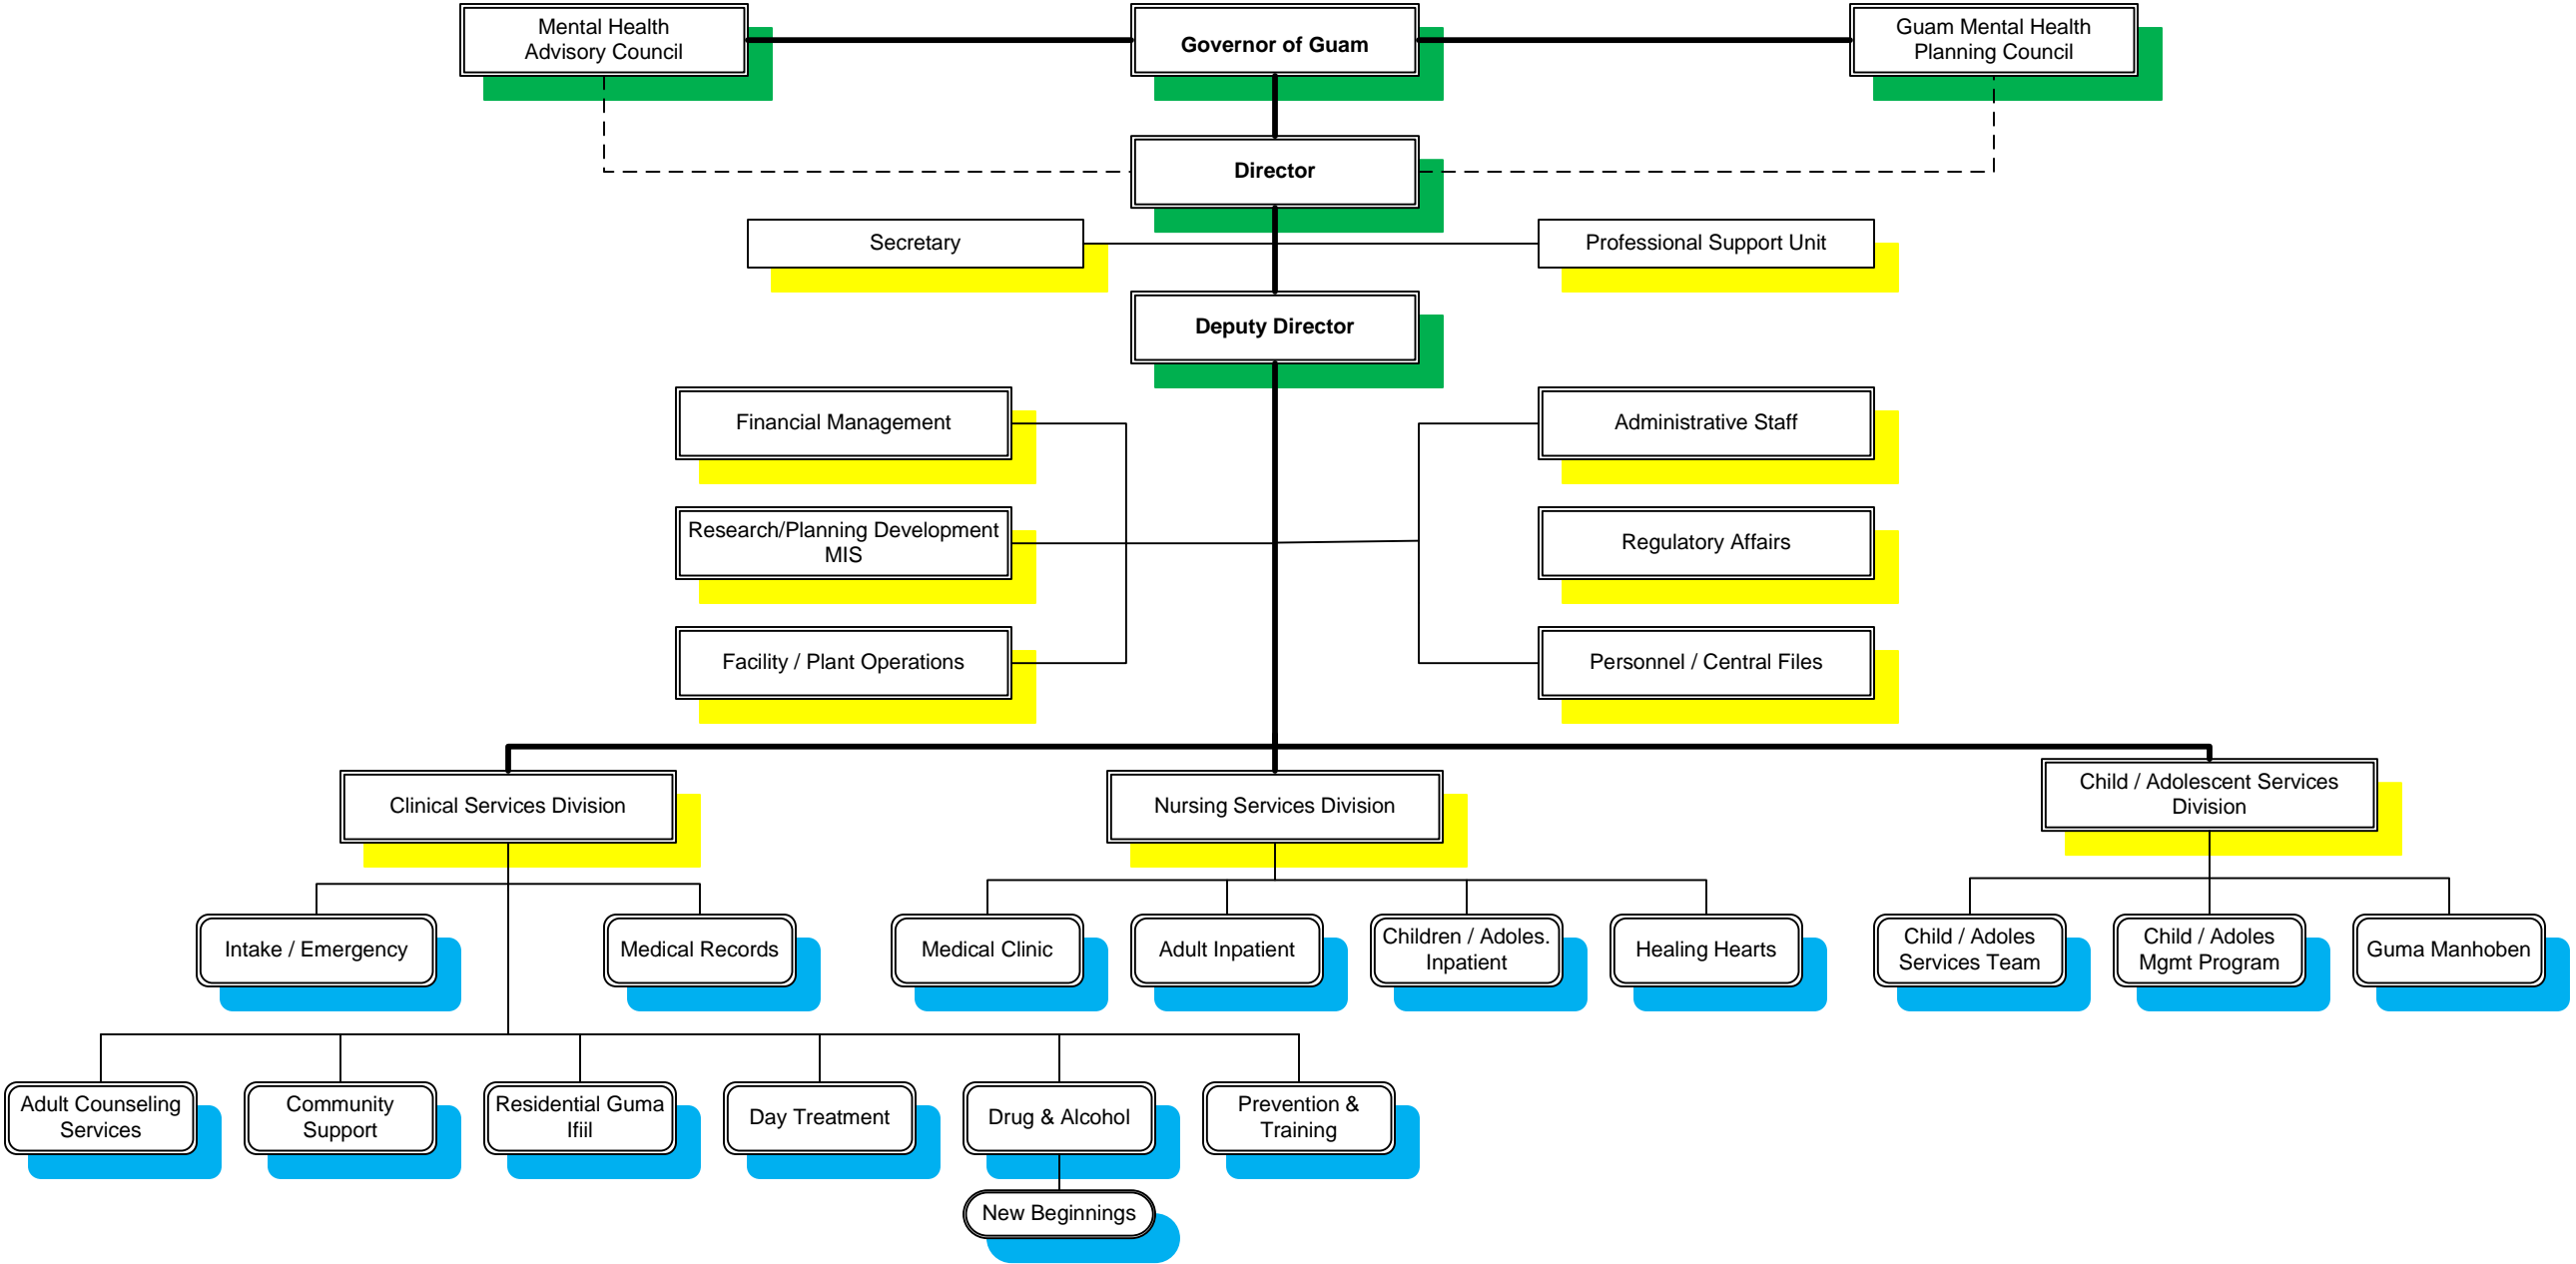 Mental Health
Advisory Council
Governor of Guam
Guam Mental Health
Planning Council
Director
Secretary
Professional Support Unit
Deputy Director
Financial Management
Administrative Staff
Research/Planning Development
MIS
Regulatory Affairs
Facility / Plant Operations
Personnel / Central Files
Clinical Services Division
Nursing Services Division
Child / Adolescent Services
Division
Intake / Emergency
Medical Records
Medical Clinic
Adult Inpatient
Children / Adoles.
Inpatient
Healing Hearts
Child / Adoles
Services Team
Child / Adoles
Mgmt Program
Guma Manhoben
Adult Counseling
Services
Community
Support
Residential Guma
Ifiil
Day Treatment
Drug & Alcohol
Prevention &
Training
New Beginnings